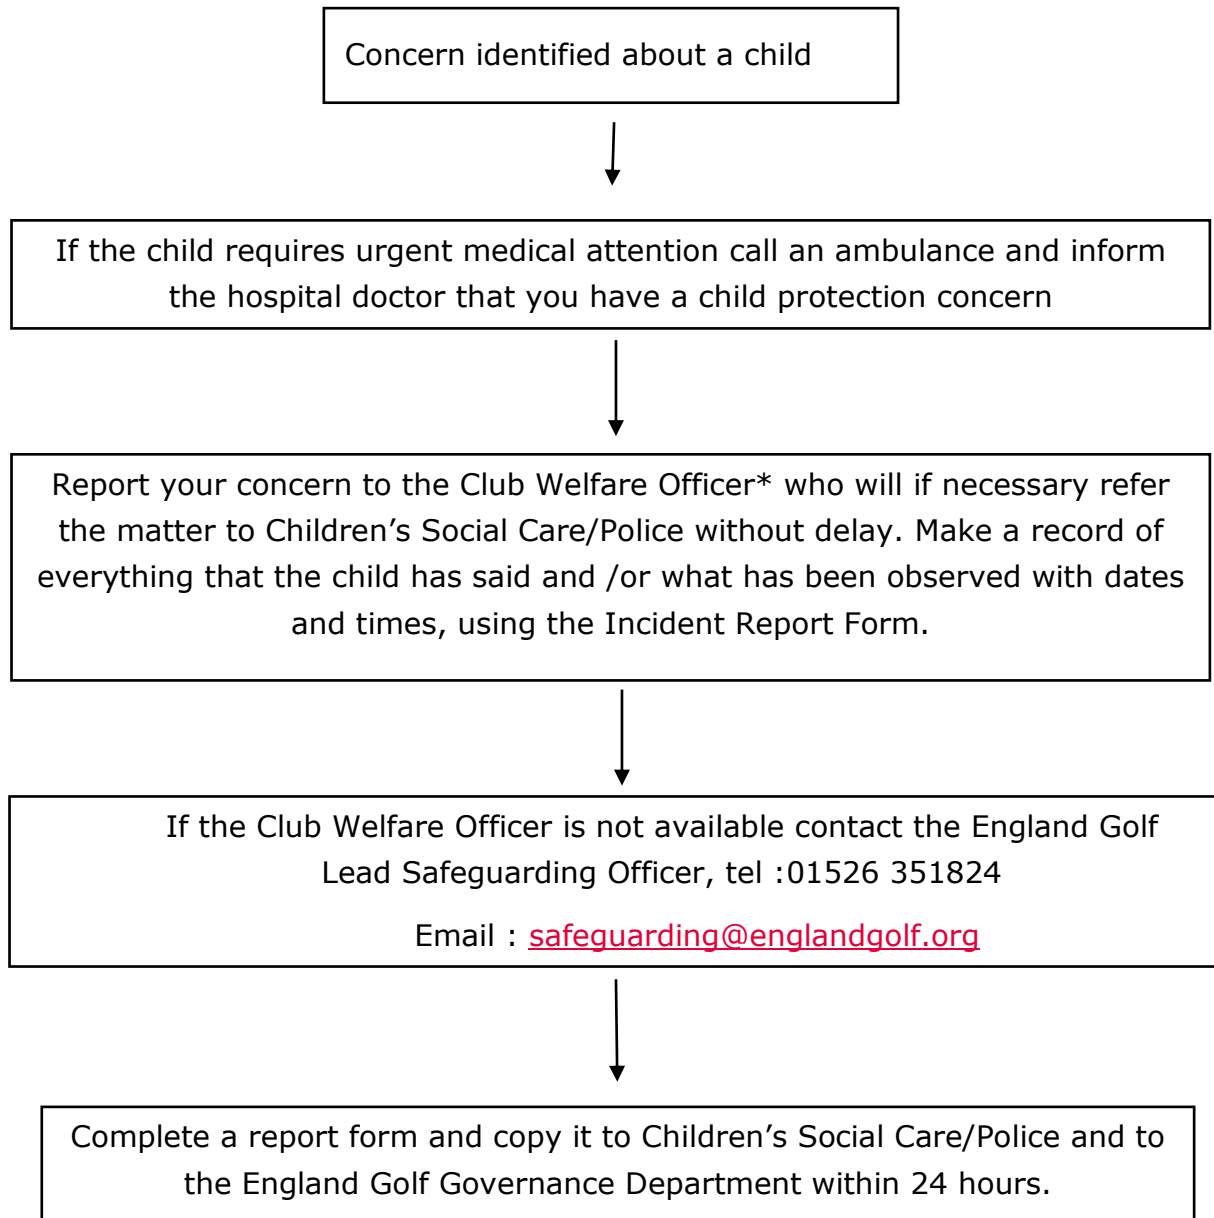 Concern identified about a child
If the child requires urgent medical attention call an ambulance and inform
the hospital doctor that you have a child protection concern
Report your concern to the Club Welfare Officer* who will if necessary refer
the matter to Children’s Social Care/Police without delay. Make a record of
everything that the child has said and /or what has been observed with dates
and times, using the Incident Report Form.
If the Club Welfare Officer is not available contact the England Golf
Lead Safeguarding Officer, tel :01526 351824
Email : safeguarding@englandgolf.org
Complete a report form and copy it to Children’s Social Care/Police and to
the England Golf Governance Department within 24 hours.